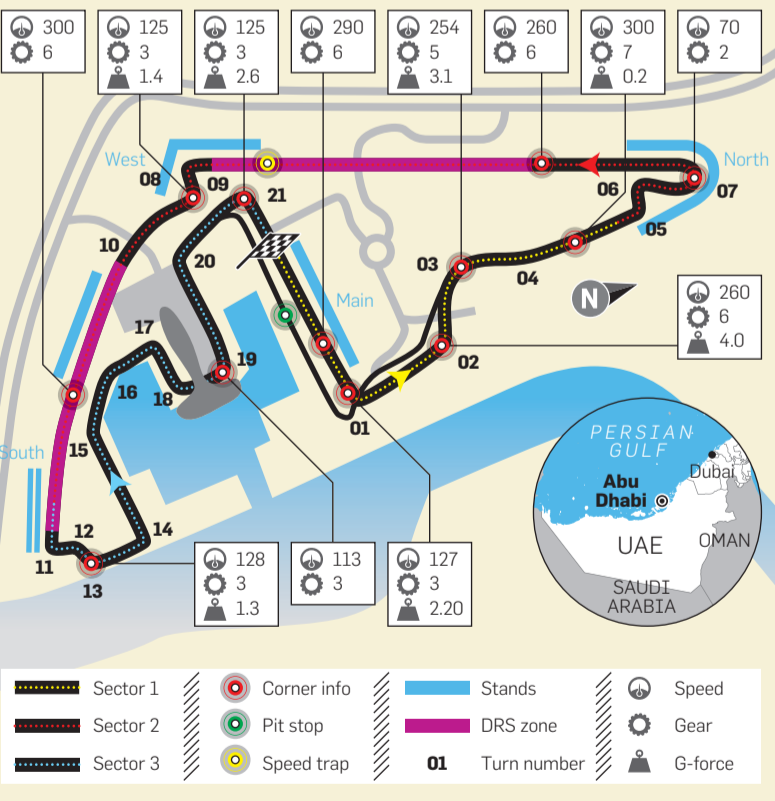 300
6
125
3
1.4
125
3
2.6
290
6
254
5
3.1
260
6
300
7
0.2
70
2
West
North
08
09
21
06
07
05
10
20
03
04
N
Main
02
260
6
4.0
17
19
16
18
01
South
15
12
14
11
13
128
3
1.3
113
3
127
3
2.20
PERSIAN
GULF
Dubai
Abu
Dhabi
UAE
OMAN
SAUDI
ARABIA
Sector 1
Corner info
Stands
Speed
Sector 2
Pit stop
DRS zone
Gear
Sector 3
Speed trap
01
Turn number
G-force